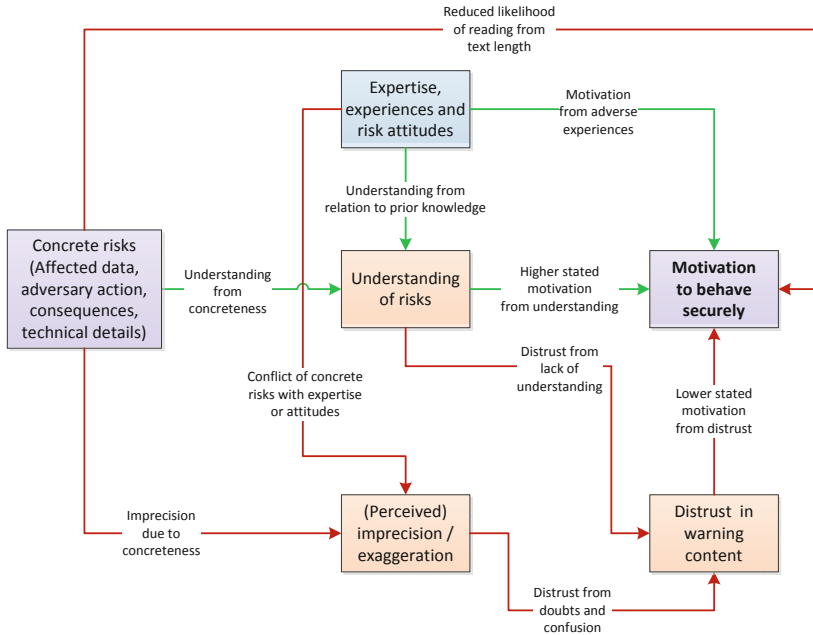 Reduced likelihood
of reading from
text length
Expertise,
experiences and
risk attitudes
Motivation
from adverse
experiences
Understanding from
relation to prior knowledge
Concrete risks
(Affected data,
adversary action,
consequences,
technical details)
Understanding
from
concreteness
Understanding
of risks
Higher stated
motivation
from understanding
Motivation
to behave
securely
Conflict of concrete
risks with expertise
or attitudes
Distrust from
lack of
understanding
Lower stated
motivation
from distrust
Imprecision
due to
concreteness
(Perceived)
imprecision /
exaggeration
Distrust in
warning
content
Distrust from
doubts and
confusion